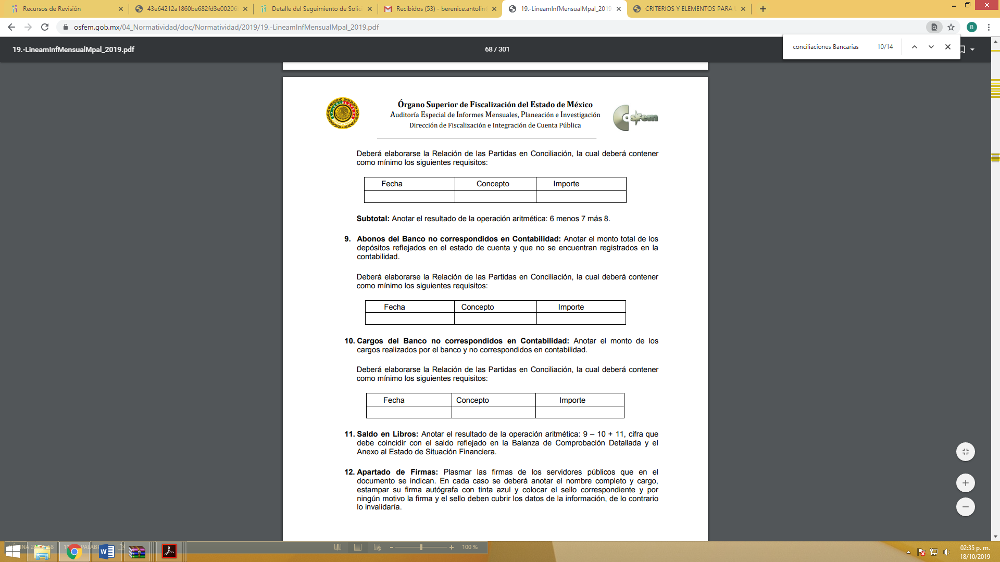 Recursos de Revisión
43e64212a1860be682fd3e00206
Detalle del Seguimiento de Solic
Recibidos (53) - berenice.antolin
19.-LineamInfMensualMpal_2019
CRITERIOS Y ELEMENTOS PARA
osfem.gob.mx/04_Normatividad/doc/Normatividad/2019/19.-LineamInfMensualMpal_2019.pdf
B
19.-LineamInfMensualMpal_2019.pdf
68 / 301
conciliaciones Bancarias 10/14
Órgano Superior de Fiscalización del Estado de México
Auditoría Especial de Informes Mensuales, Planeación e Investigación
Dirección de Fiscalización e Integración de Cuenta Pública
osfem
Deberá elaborarse la Relación de las Partidas en Conciliación, la cual deberá contener
como mínimo los siguientes requisitos:
Fecha Concepto Importe
Subtotal: Anotar el resultado de la operación aritmética: 6 menos 7 más 8.
9. Abonos del Banco no correspondidos en Contabilidad: Anotar el monto total de los
depósitos reflejados en el estado de cuenta y que no se encuentran registrados en la
contabilidad.
Deberá elaborarse la Relación de las Partidas en Conciliación, la cual deberá contener
como mínimo los siguientes requisitos:
Fecha Concepto Importe
10. Cargos del Banco no correspondidos en Contabilidad: Anotar el monto de los
cargos realizados por el banco y no correspondidos en contabilidad.
Deberá elaborarse la Relación de las Partidas en Conciliación, la cual deberá contener
como mínimo los siguientes requisitos:
Fecha Concepto Importe
11. Saldo en Libros: Anotar el resultado de la operación aritmética: 9 – 10 + 11, cifra que
debe coincidir con el saldo reflejado en la Balanza de Comprobación Detallada y el
Anexo al Estado de Situación Financiera.
12. Apartado de Firmas: Plasmar las firmas de los servidores públicos que en el
documento se indican. En cada caso se deberá anotar el nombre completo y cargo,
estampar su firma autógrafa con tinta azul y colocar el sello correspondiente y por
ningún motivo la firma y el sello deben cubrir los datos de la información, de lo contrario
lo invalidaría.
100 %
02:35 p. m.
18/10/2019